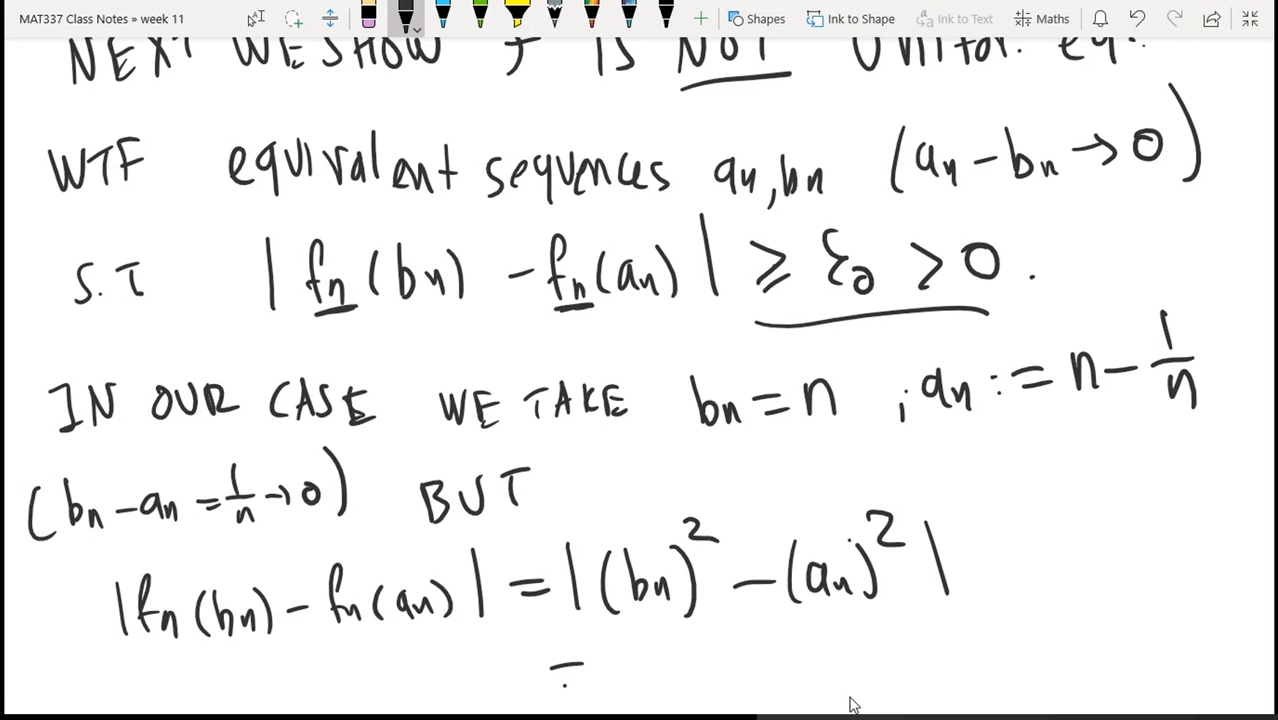 MAT337 Class Notes » week 11
Shapes
Ink to Shape
Ink to Text
Maths
NEXT WE SHOW F IS NOT Unifor. eq.
WTF equivalent sequences an, bn (an - bn → 0)
S.T | fn (bn) - fn (an) | ≥ ε0 > 0 .
IN OUR CASE WE TAKE bn = n ; an := n - 1/n
(bn - an = 1/n → 0) BUT
|fn (bn) - fn (an) | = | (bn)² - (an)² |
=